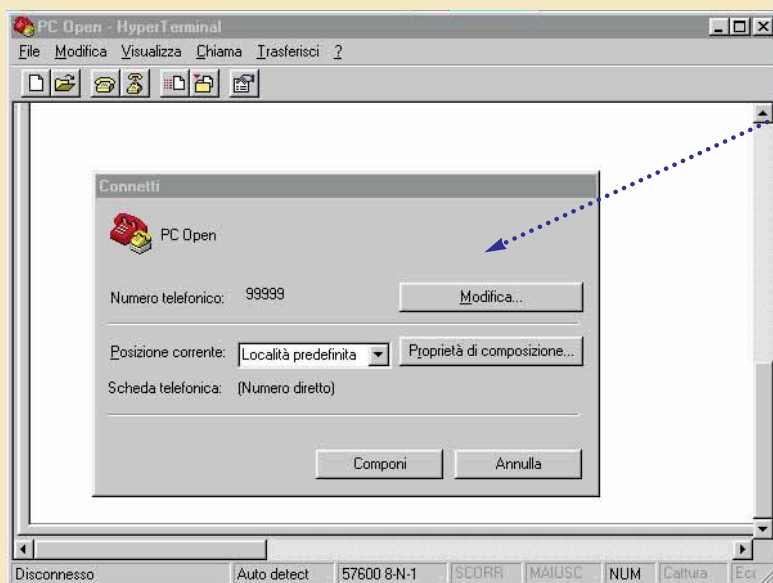 PC Open - HyperTerminal
File Modifica Visualizza Chiama Trasferisci ?
Connetti
PC Open
Numero telefonico: 99999 Modifica...
Posizione corrente: Località predefinita Proprietà di composizione...
Scheda telefonica: (Numero diretto)
Componi Annulla
Disconnesso Auto detect 57600 8-N-1 SCORR MAIUSC NUM Cattura